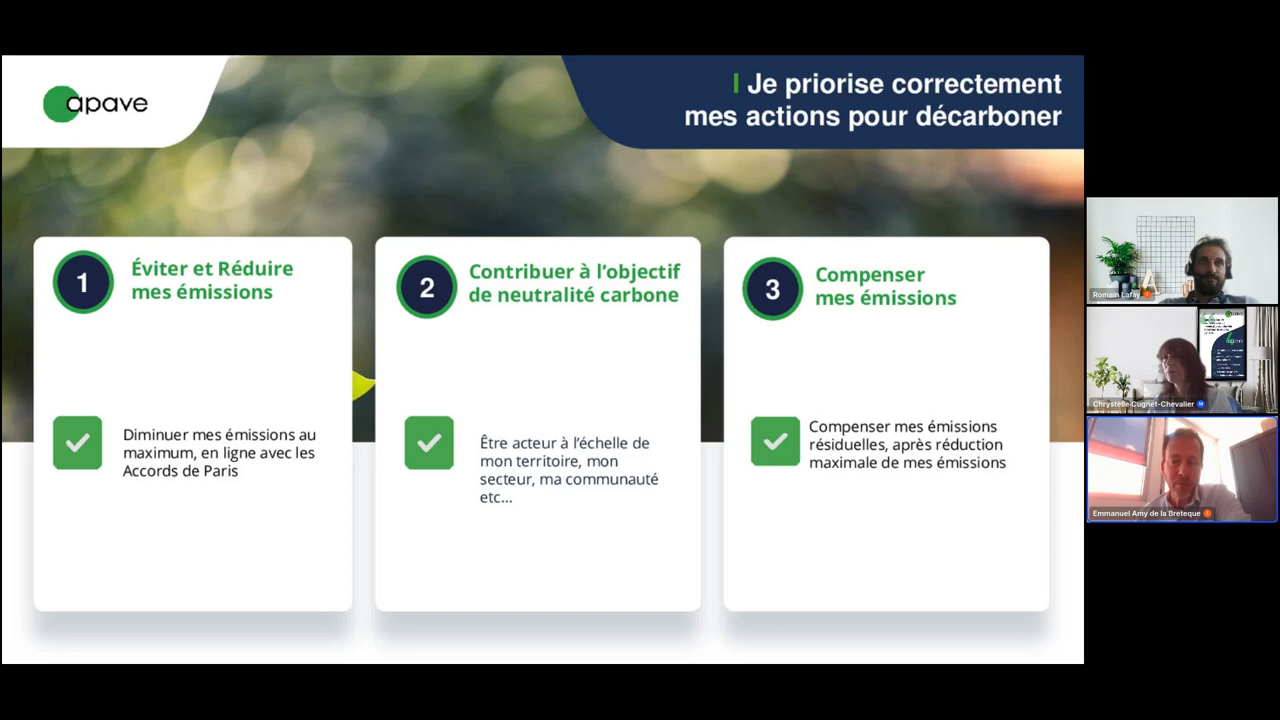 apave
Je priorise correctement
mes actions pour décarboner
1
Éviter et Réduire
mes émissions
Diminuer mes émissions au
maximum, en ligne avec les
Accords de Paris
2
Contribuer à l'objectif
de neutralité carbone
Être acteur à l'échelle de
mon territoire, mon
secteur, ma communauté
etc...
3
Compenser
mes émissions
Compenser mes émissions
résiduelles, après réduction
maximale de mes émissions
Romain Lafay
Chrystelle Cugnet-Chevalier
Emmanuel Amy de la Breteque